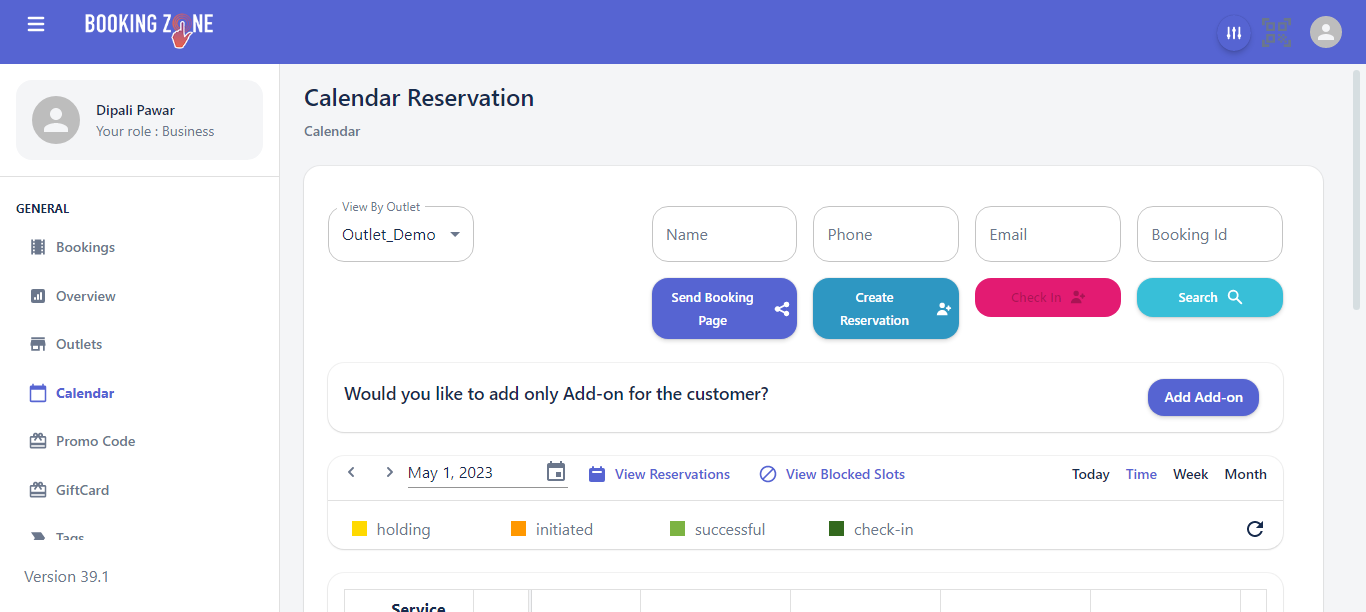 BOOKING ZONE
Dipali Pawar
Your role : Business
GENERAL
Bookings
Overview
Outlets
Calendar
Promo Code
GiftCard
Tags
Version 39.1
Calendar Reservation
Calendar
View By Outlet
Outlet_Demo
Name
Phone
Email
Booking Id
Send Booking
Page
Create
Reservation
Check In
Search
Would you like to add only Add-on for the customer?
Add Add-on
May 1, 2023
View Reservations
View Blocked Slots
Today
Time
Week
Month
holding
initiated
successful
check-in
Service